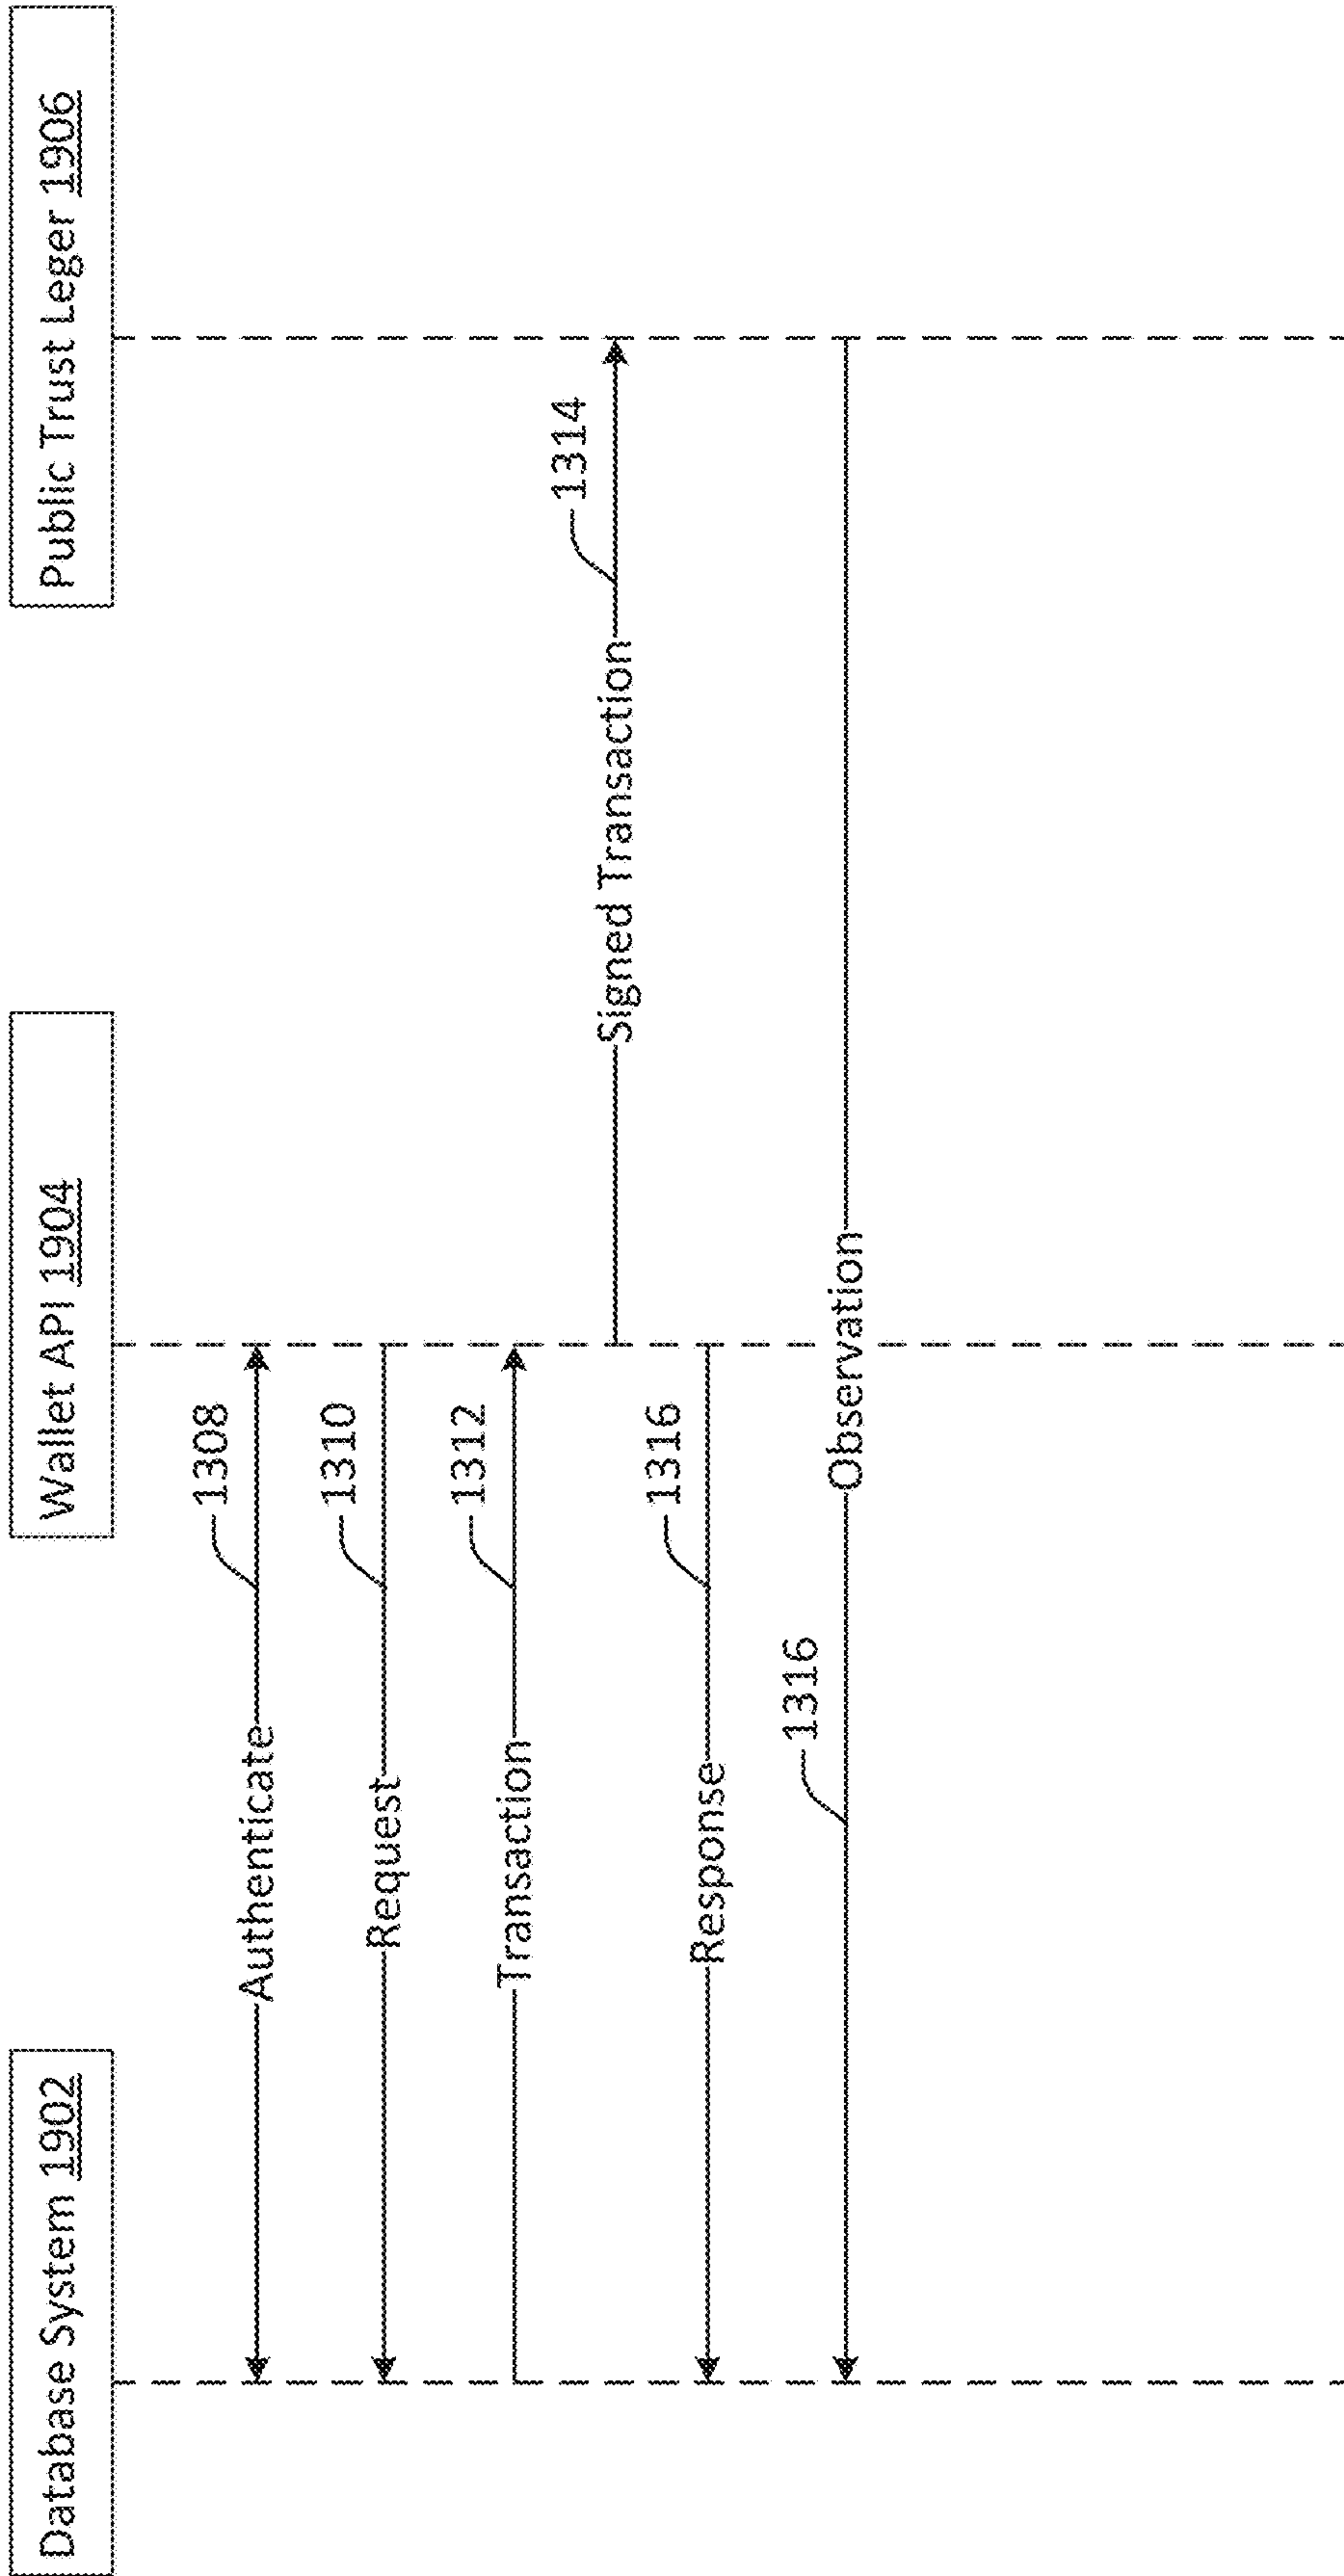 Database System 1902
Wallet API 1904
Public Trust Leger 1906
Authenticate
1308
Request
1310
Transaction
1312
Signed Transaction
1314
Response
1316
Observation
1316